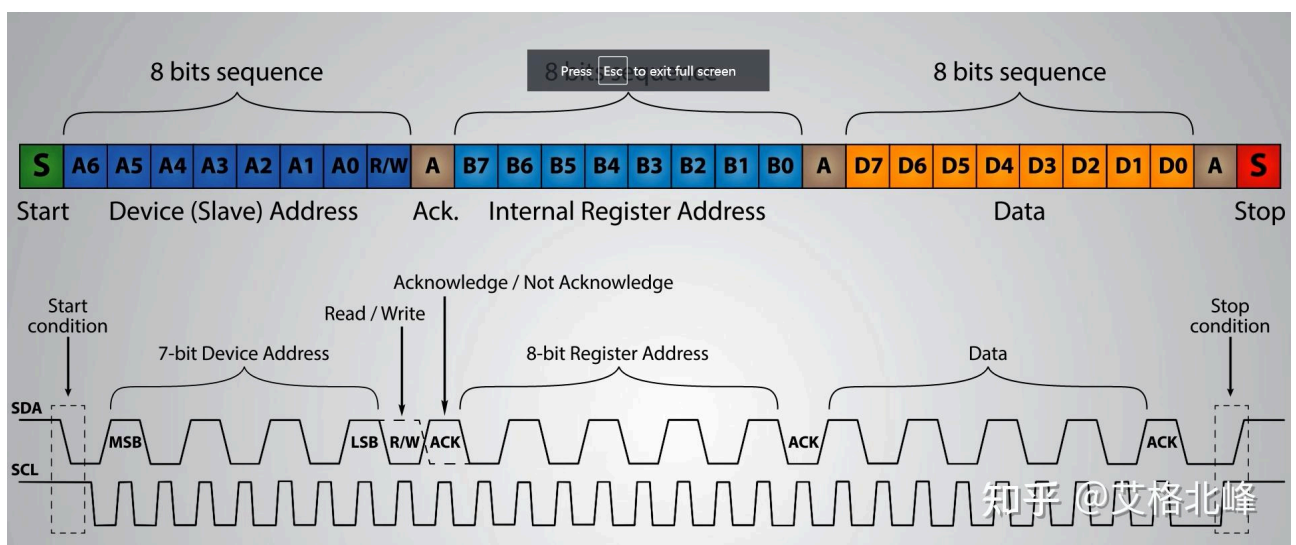 8 bits sequence
Press Esc to exit full screen
8 bits sequence
8 bits sequence
S A6 A5 A4 A3 A2 A1 A0 R/W A B7 B6 B5 B4 B3 B2 B1 B0 A D7 D6 D5 D4 D3 D2 D1 D0 A S
Start Device (Slave) Address Ack. Internal Register Address Data Stop
Acknowledge / Not Acknowledge
Start
condition
Read / Write
Stop
condition
7-bit Device Address
8-bit Register Address
Data
SDA
MSB LSB R/W ACK ACK ACK
SCL
知乎 @艾格北峰